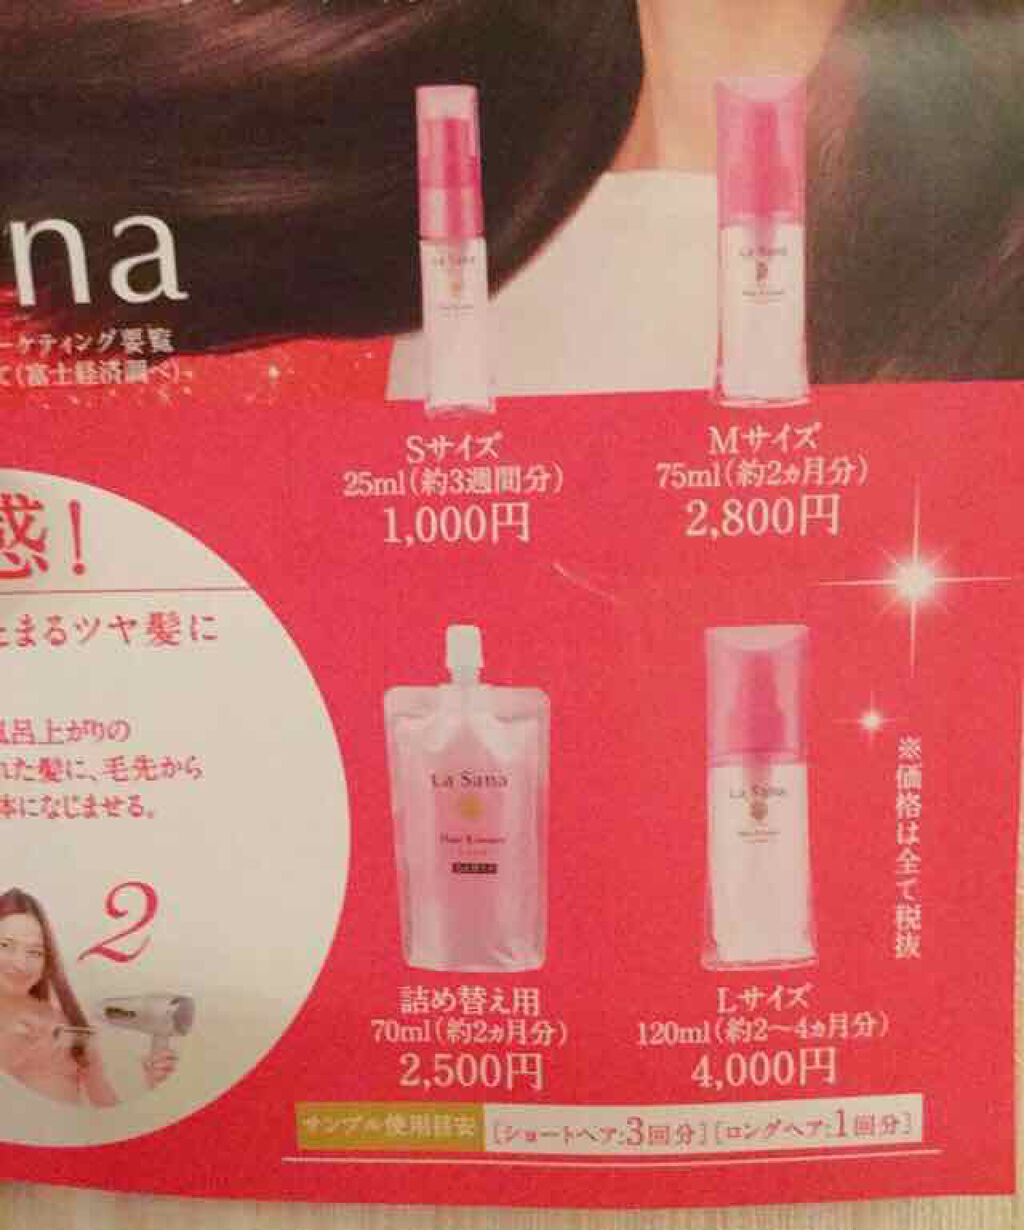 na
ーケティング要覧
て(富士経済調べ)
Sサイズ
25ml(約3週間分)
1,000円
Mサイズ
75ml(約2ヵ月分)
2,800円
惑!
まるツヤ髪に
呂上がりの
れた髪に、毛先から
体になじませる。
2
La Sana
Hair Essence
詰め替え用
70ml(約2ヵ月分)
2,500円
La Sana
Lサイズ
120ml(約2〜4ヵ月分)
4,000円
※価格は全て税抜
サンプル使用目安 [ショートヘア:3回分][ロングヘア:1回分]